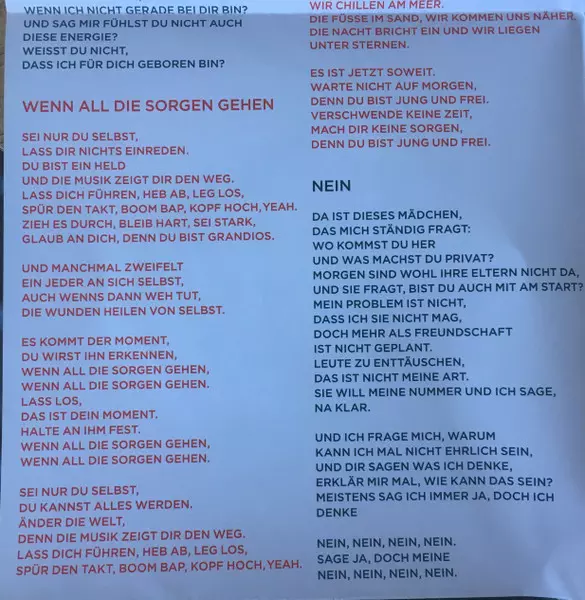 WENN ICH NICHT GERADE BEI DIR BIN?
UND SAG MIR FÜHLST DU NICHT AUCH
DIESE ENERGIE?
WEISST DU NICHT,
DASS ICH FÜR DICH GEBOREN BIN?
WENN ALL DIE SORGEN GEHEN
SEI NUR DU SELBST,
LASS DIR NICHTS EINREDEN.
DU BIST EIN HELD
UND DIE MUSIK ZEIGT DIR DEN WEG.
LASS DICH FÜHREN, HEB AB, LEG LOS,
SPÜR DEN TAKT, BOOM BAP, KOPF HOCH, YEAH.
ZIEH ES DURCH, BLEIB HART, SEI STARK,
GLAUB AN DICH, DENN DU BIST GRANDIOS.
UND MANCHMAL ZWEIFELT
EIN JEDER AN SICH SELBST,
AUCH WENNS DANN WEH TUT,
DIE WUNDEN HEILEN VON SELBST.
ES KOMMT DER MOMENT,
DU WIRST IHN ERKENNEN,
WENN ALL DIE SORGEN GEHEN,
WENN ALL DIE SORGEN GEHEN.
LASS LOS,
DAS IST DEIN MOMENT.
HALTE AN IHM FEST.
WENN ALL DIE SORGEN GEHEN,
WENN ALL DIE SORGEN GEHEN.
SEI NUR DU SELBST,
DU KANNST ALLES WERDEN.
ÄNDER DIE WELT,
DENN DIE MUSIK ZEIGT DIR DEN WEG.
LASS DICH FÜHREN, HEB AB, LEG LOS,
SPÜR DEN TAKT, BOOM BAP, KOPF HOCH, YEAH.
WIR CHILLEN AM MEER.
DIE FÜSSE IM SAND, WIR KOMMEN UNS NÄHER.
DIE NACHT BRICHT EIN UND WIR LIEGEN
UNTER STERNEN.
ES IST JETZT SOWEIT.
WARTE NICHT AUF MORGEN,
DENN DU BIST JUNG UND FREI.
VERSCHWENDE KEINE ZEIT,
MACH DIR KEINE SORGEN,
DENN DU BIST JUNG UND FREI.
NEIN
DA IST DIESES MÄDCHEN,
DAS MICH STÄNDIG FRAGT:
WO KOMMST DU HER
UND WAS MACHST DU PRIVAT?
MORGEN SIND WOHL IHRE ELTERN NICHT DA,
UND SIE FRAGT, BIST DU AUCH MIT AM START?
MEIN PROBLEM IST NICHT,
DASS ICH SIE NICHT MAG,
DOCH MEHR ALS FREUNDSCHAFT
IST NICHT GEPLANT.
LEUTE ZU ENTTÄUSCHEN,
DAS IST NICHT MEINE ART.
SIE WILL MEINE NUMMER UND ICH SAGE,
NA KLAR.
UND ICH FRAGE MICH, WARUM
KANN ICH MAL NICHT EHRLICH SEIN,
UND DIR SAGEN WAS ICH DENKE,
ERKLÄR MIR MAL, WIE KANN DAS SEIN?
MEISTENS SAG ICH IMMER JA, DOCH ICH
DENKE
NEIN, NEIN, NEIN, NEIN.
SAGE JA, DOCH MEINE
NEIN, NEIN, NEIN, NEIN.